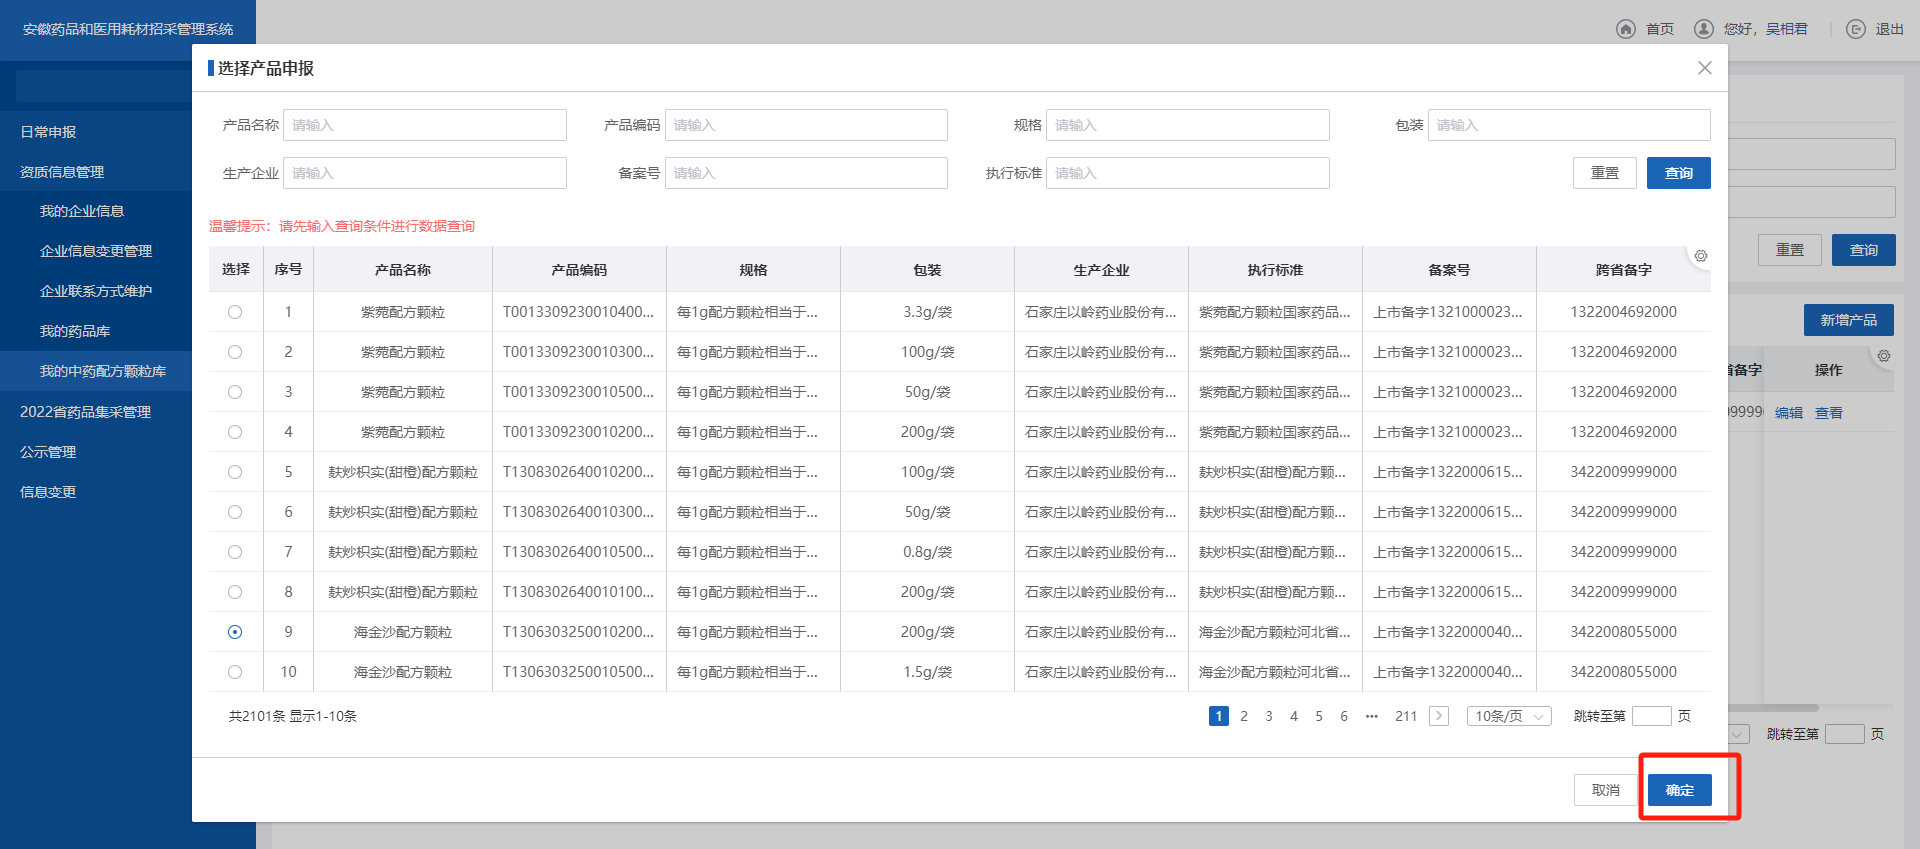 安徽药品和医用耗材招采管理系统
首页 您好，吴相君 退出
日常申报
资质信息管理
我的企业信息
企业信息变更管理
企业联系方式维护
我的药品库
我的中药配方颗粒库
2022省药品集采管理
公示管理
信息变更
选择产品申报
产品名称 请输入 产品编码 请输入 规格 请输入 包装 请输入
生产企业 请输入 备案号 请输入 执行标准 请输入 重置 查询
温馨提示：请先输入查询条件进行数据查询
选择 序号 产品名称 产品编码 规格 包装 生产企业 执行标准 备案号 跨省备字
1 紫菀配方颗粒 T0013309230010400... 每1g配方颗粒相当于... 3.3g/袋 石家庄以岭药业股份有... 紫菀配方颗粒国家药品... 上市备字1321000023... 1322004692000
2 紫菀配方颗粒 T0013309230010300... 每1g配方颗粒相当于... 100g/袋 石家庄以岭药业股份有... 紫菀配方颗粒国家药品... 上市备字1321000023... 1322004692000
3 紫菀配方颗粒 T0013309230010500... 每1g配方颗粒相当于... 50g/袋 石家庄以岭药业股份有... 紫菀配方颗粒国家药品... 上市备字1321000023... 1322004692000
4 紫菀配方颗粒 T0013309230010200... 每1g配方颗粒相当于... 200g/袋 石家庄以岭药业股份有... 紫菀配方颗粒国家药品... 上市备字1321000023... 1322004692000
5 麸炒枳实(甜橙)配方颗粒 T1308302640010200... 每1g配方颗粒相当于... 100g/袋 石家庄以岭药业股份有... 麸炒枳实(甜橙)配方颗... 上市备字1322000615... 3422009999000
6 麸炒枳实(甜橙)配方颗粒 T1308302640010300... 每1g配方颗粒相当于... 50g/袋 石家庄以岭药业股份有... 麸炒枳实(甜橙)配方颗... 上市备字1322000615... 3422009999000
7 麸炒枳实(甜橙)配方颗粒 T1308302640010500... 每1g配方颗粒相当于... 0.8g/袋 石家庄以岭药业股份有... 麸炒枳实(甜橙)配方颗... 上市备字1322000615... 3422009999000
8 麸炒枳实(甜橙)配方颗粒 T1308302640010100... 每1g配方颗粒相当于... 200g/袋 石家庄以岭药业股份有... 麸炒枳实(甜橙)配方颗... 上市备字1322000615... 3422009999000
9 海金沙配方颗粒 T1306303250010200... 每1g配方颗粒相当于... 200g/袋 石家庄以岭药业股份有... 海金沙配方颗粒河北省... 上市备字1322000040... 3422008055000
10 海金沙配方颗粒 T1306303250010500... 每1g配方颗粒相当于... 1.5g/袋 石家庄以岭药业股份有... 海金沙配方颗粒河北省... 上市备字1322000040... 3422008055000
共2101条 显示1-10条 1 2 3 4 5 6 ••• 211 10条/页 跳转至第 页
取消 确定
重置 查询
新增产品
备字 操作
9999 编辑 查看
跳转至第 页